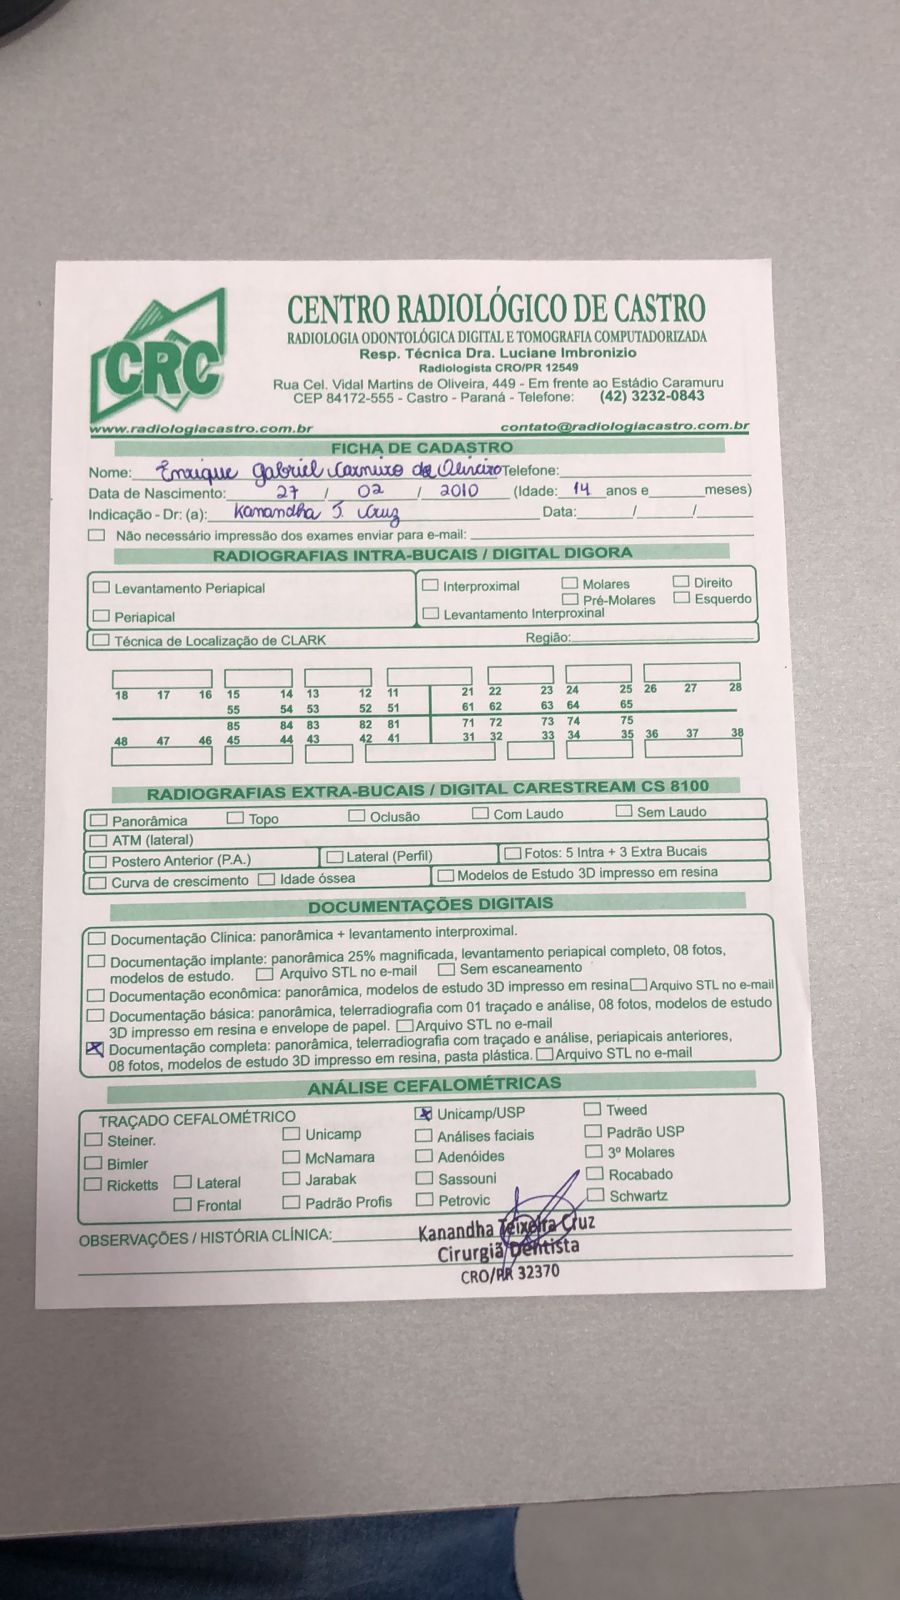 CRC
CENTRO RADIOLÓGICO DE CASTRO
RADIOLOGIA ODONTOLÓGICA DIGITAL E TOMOGRAFIA COMPUTADORIZADA
Resp. Técnica Dra. Luciane Imbronizio
Radiologista CRO/PR 12549
Rua Cel. Vidal Martins de Oliveira, 449 - Em frente ao Estádio Caramuru
CEP 84172-555 - Castro - Paraná - Telefone: (42) 3232-0843
www.radiologiacastro.com.br contato@radiologiacastro.com.br
FICHA DE CADASTRO
Nome: Enrique Gabriel de Telefone:
Data de Nascimento: 27 / 02 / 2010 (Idade: 14 anos e meses)
Indicação - Dr: (a): Kanandha J. Cruz Data: / /
Não necessário impressão dos exames enviar para e-mail:
RADIOGRAFIAS INTRA-BUCAIS / DIGITAL DIGORA
Levantamento Periapical Interproximal Molares Direito
Pré-Molares Esquerdo
Periapical Levantamento Interproxinal
Técnica de Localização de CLARK Região:
18 17 16 15 14 13 12 11 21 22 23 24 25 26 27 28
55 54 53 52 51 61 62 63 64 65
85 84 83 82 81 71 72 73 74 75
48 47 46 45 44 43 42 41 31 32 33 34 35 36 37 38
RADIOGRAFIAS EXTRA-BUCAIS / DIGITAL CARESTREAM CS 8100
Panorâmica Topo Oclusão Com Laudo Sem Laudo
ATM (lateral)
Postero Anterior (P.A.) Lateral (Perfil) Fotos: 5 Intra + 3 Extra Bucais
Curva de crescimento Idade óssea Modelos de Estudo 3D impresso em resina
DOCUMENTAÇÕES DIGITAIS
Documentação Clinica: panorâmica + levantamento interproximal.
Documentação implante: panorâmica 25% magnificada, levantamento periapical completo, 08 fotos,
modelos de estudo. Arquivo STL no e-mail Sem escaneamento
Documentação econômica: panorâmica, modelos de estudo 3D impresso em resina Arquivo STL no e-mail
Documentação básica: panorâmica, telerradiografia com 01 traçado e análise, 08 fotos, modelos de estudo
3D impresso em resina e envelope de papel. Arquivo STL no e-mail
Documentação completa: panorâmica, telerradiografia com traçado e análise, periapicais anteriores,
08 fotos, modelos de estudo 3D impresso em resina, pasta plástica. Arquivo STL no e-mail
ANÁLISE CEFALOMÉTRICAS
TRAÇADO CEFALOMÉTRICO Unicamp/USP Tweed
Steiner. Unicamp Análises faciais Padrão USP
Bimler McNamara Adenóides 3º Molares
Ricketts Lateral Jarabak Sassouni Rocabado
Frontal Padrão Profis Petrovic Schwartz
OBSERVAÇÕES / HISTÓRIA CLÍNICA: Kanandha Teixeira Cruz
Cirurgiã Dentista
CRO/PR 32370